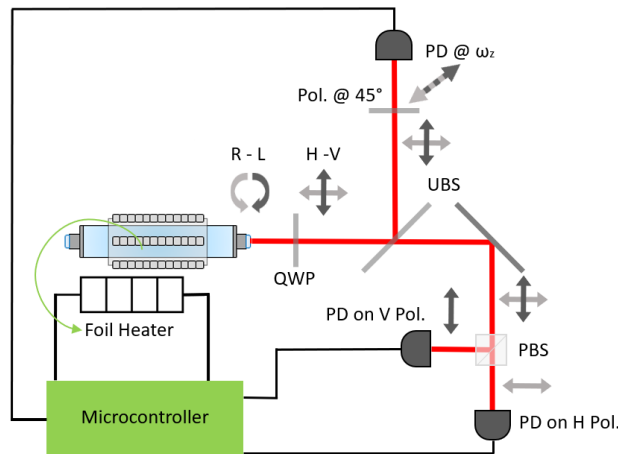 PD @ ωz
Pol. @ 45°
R - L
H -V
UBS
QWP
PD on V Pol.
Foil Heater
PBS
Microcontroller
PD on H Pol.